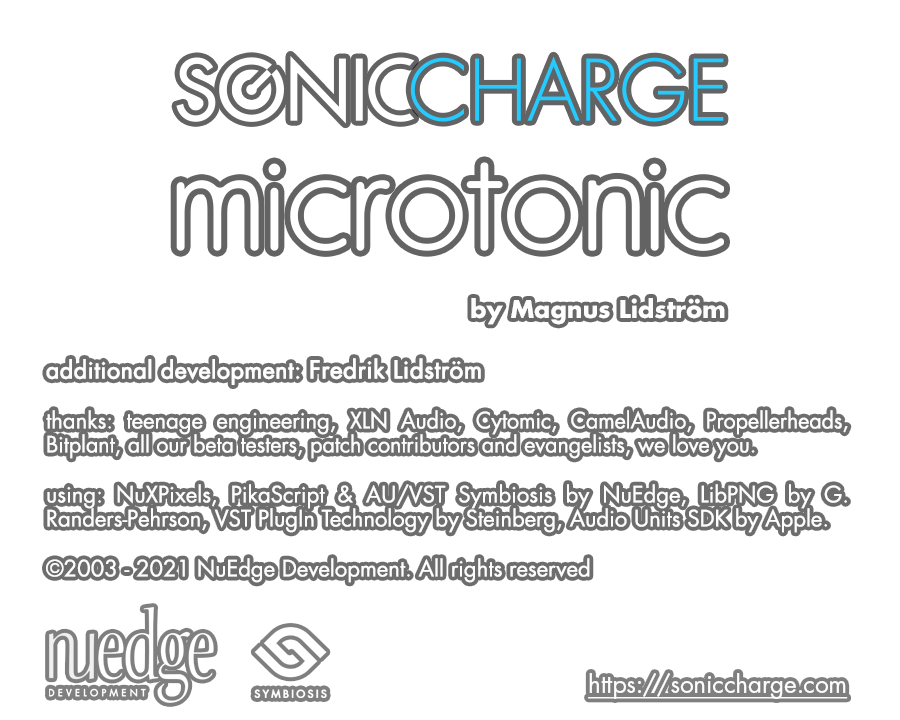 SONICCHARGE
microtonic
by Magnus Lidström
additional development: Fredrik Lidström
thanks: teenage engineering, XLN Audio, Cytomic, CamelAudio, Propellerheads,
Bitplant, all our beta testers, patch contributors and evangelists, we love you.
using: NuXPixels, PikaScript & AU/VST Symbiosis by NuEdge, LibPNG by G.
Randers-Pehrson, VST PlugIn Technology by Steinberg, Audio Units SDK by Apple.
©2003 - 2021 NuEdge Development. All rights reserved
nuedge
DEVELOPMENT
SYMBIOSIS
https:///soniccharge.com